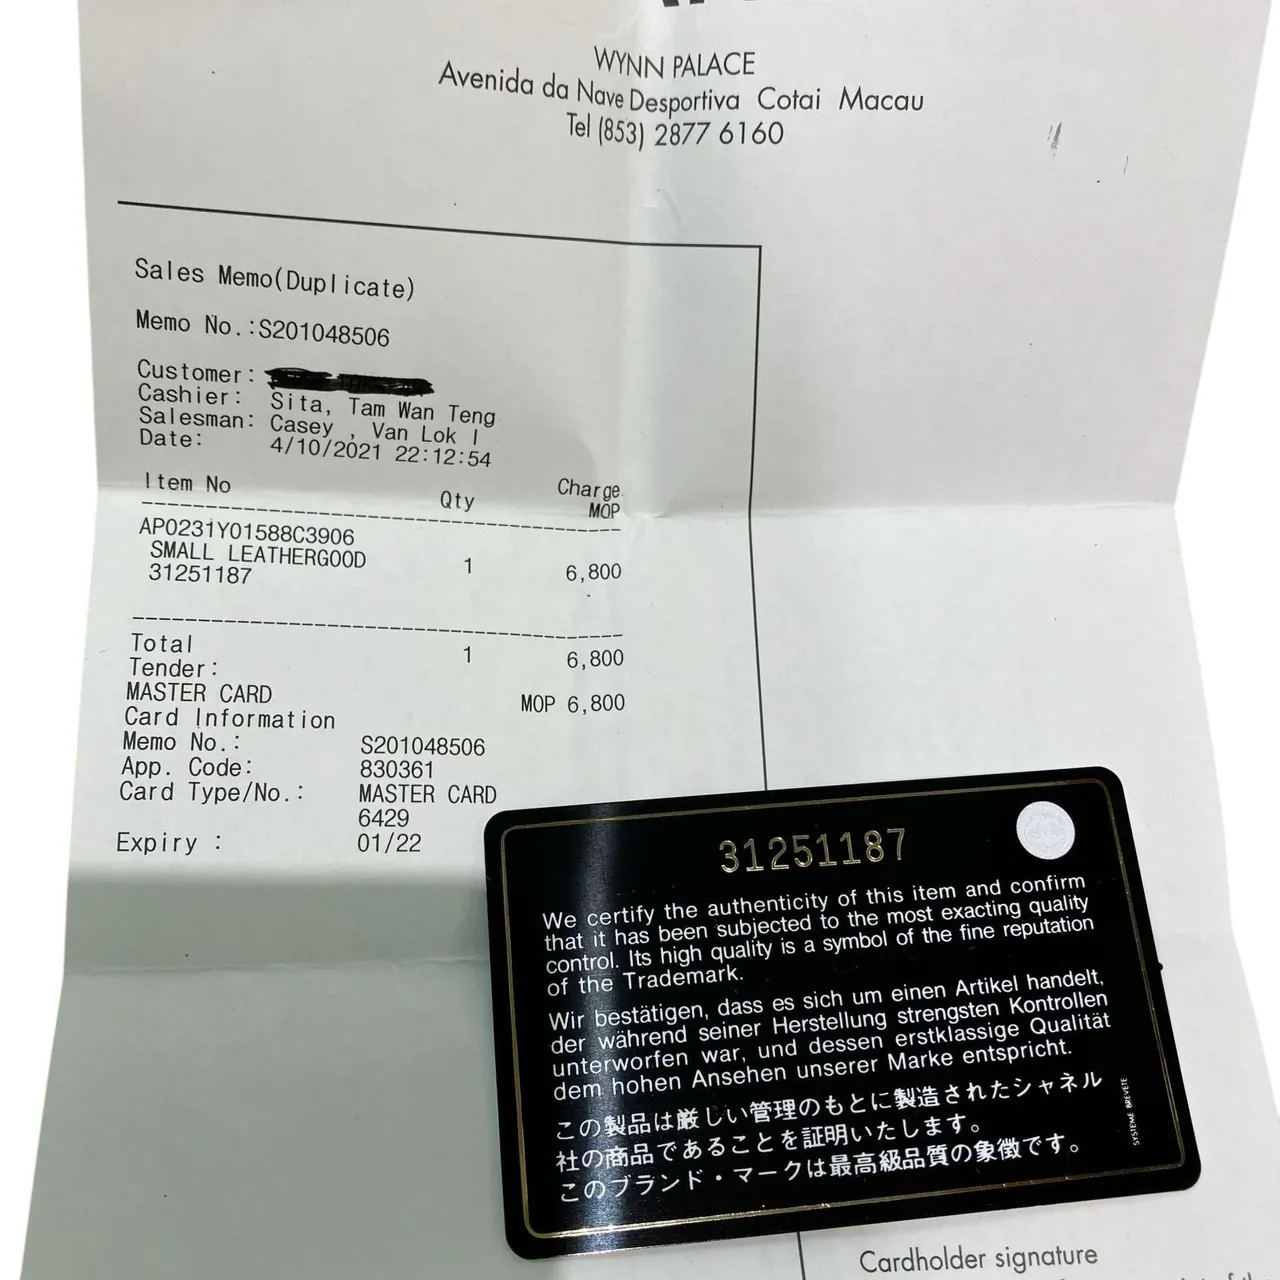 WYNN PALACE
Avenida da Nave Desportiva Cotai Macau
Tel (853) 2877 6160
Sales Memo(Duplicate)
Memo No.:S201048506
Customer:
Cashier: Sita, Tam Wan Teng
Salesman: Casey , Van Lok I
Date: 4/10/2021 22:12:54
Item No Qty Charge
MOP
AP0231Y01588C3906
SMALL LEATHERGOOD 1 6,800
31251187
Total 1 6,800
Tender:
MASTER CARD MOP 6,800
Card Information
Memo No.: S201048506
App. Code: 830361
Card Type/No.: MASTER CARD
6429
Expiry : 01/22
31251187
We certify the authenticity of this item and confirm
that it has been subjected to the most exacting quality
control. Its high quality is a symbol of the fine reputation
of the Trademark.
Wir bestätigen, dass es sich um einen Artikel handelt,
der während seiner Herstellung strengsten Kontrollen
unterworfen war, und dessen erstklassige Qualität
dem hohen Ansehen unserer Marke entspricht.
この製品は厳しい管理のもとに製造されたシャネル
社の商品であることを証明いたします。
このブランド・マークは最高級品質の象徴です。
SYSTEME BREVETE
Cardholder signature